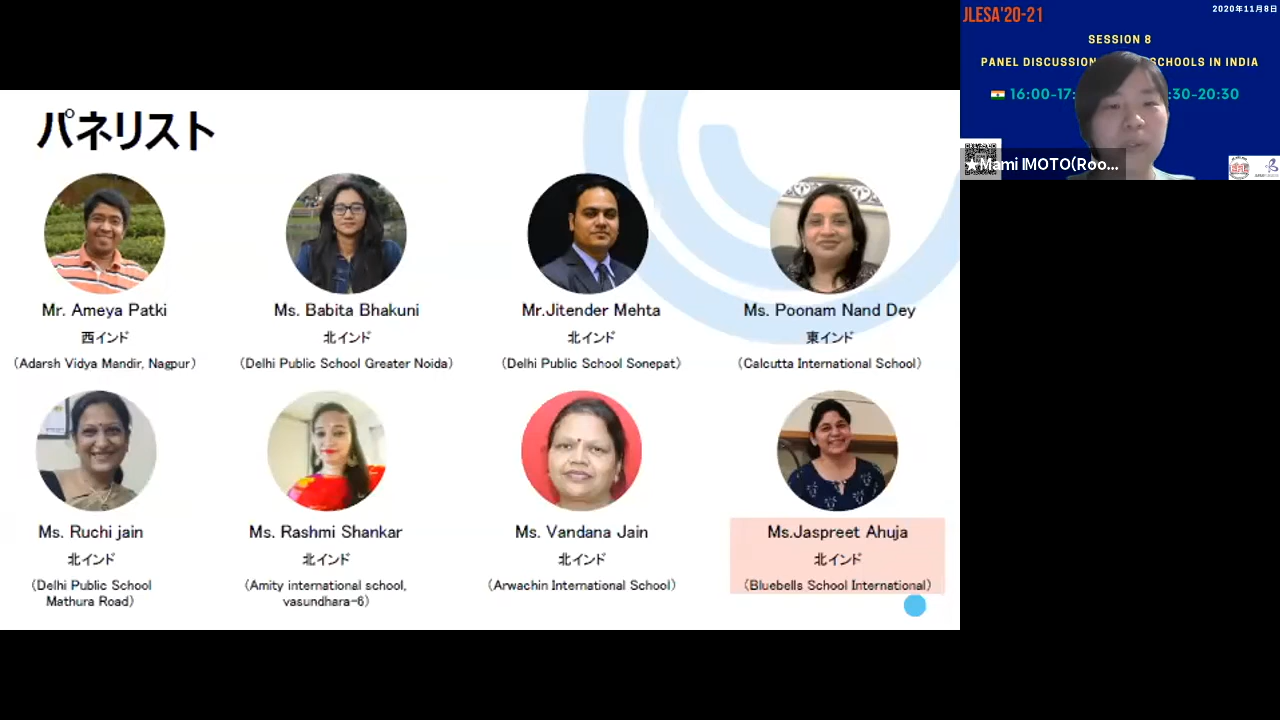 パネリスト
Mr. Ameya Patki
西インド
(Adarsh Vidya Mandir, Nagpur)
Ms. Babita Bhakuni
北インド
(Delhi Public School Greater Noida)
Mr.Jitender Mehta
北インド
(Delhi Public School Sonepat)
Ms. Poonam Nand Dey
東インド
(Calcutta International School)
Ms. Ruchi jain
北インド
(Delhi Public School
Mathura Road)
Ms. Rashmi Shankar
北インド
(Amity international school,
vasundhara-6)
Ms. Vandana Jain
北インド
(Arwachin International School)
Ms.Jaspreet Ahuja
北インド
(Bluebells School International)
JLESA'20-21
2020年11月8日
SESSION 8
PANEL DISCUSSION SCHOOLS IN INDIA
16:00-17: :30-20:30
★Mami IMOTO(Roo...